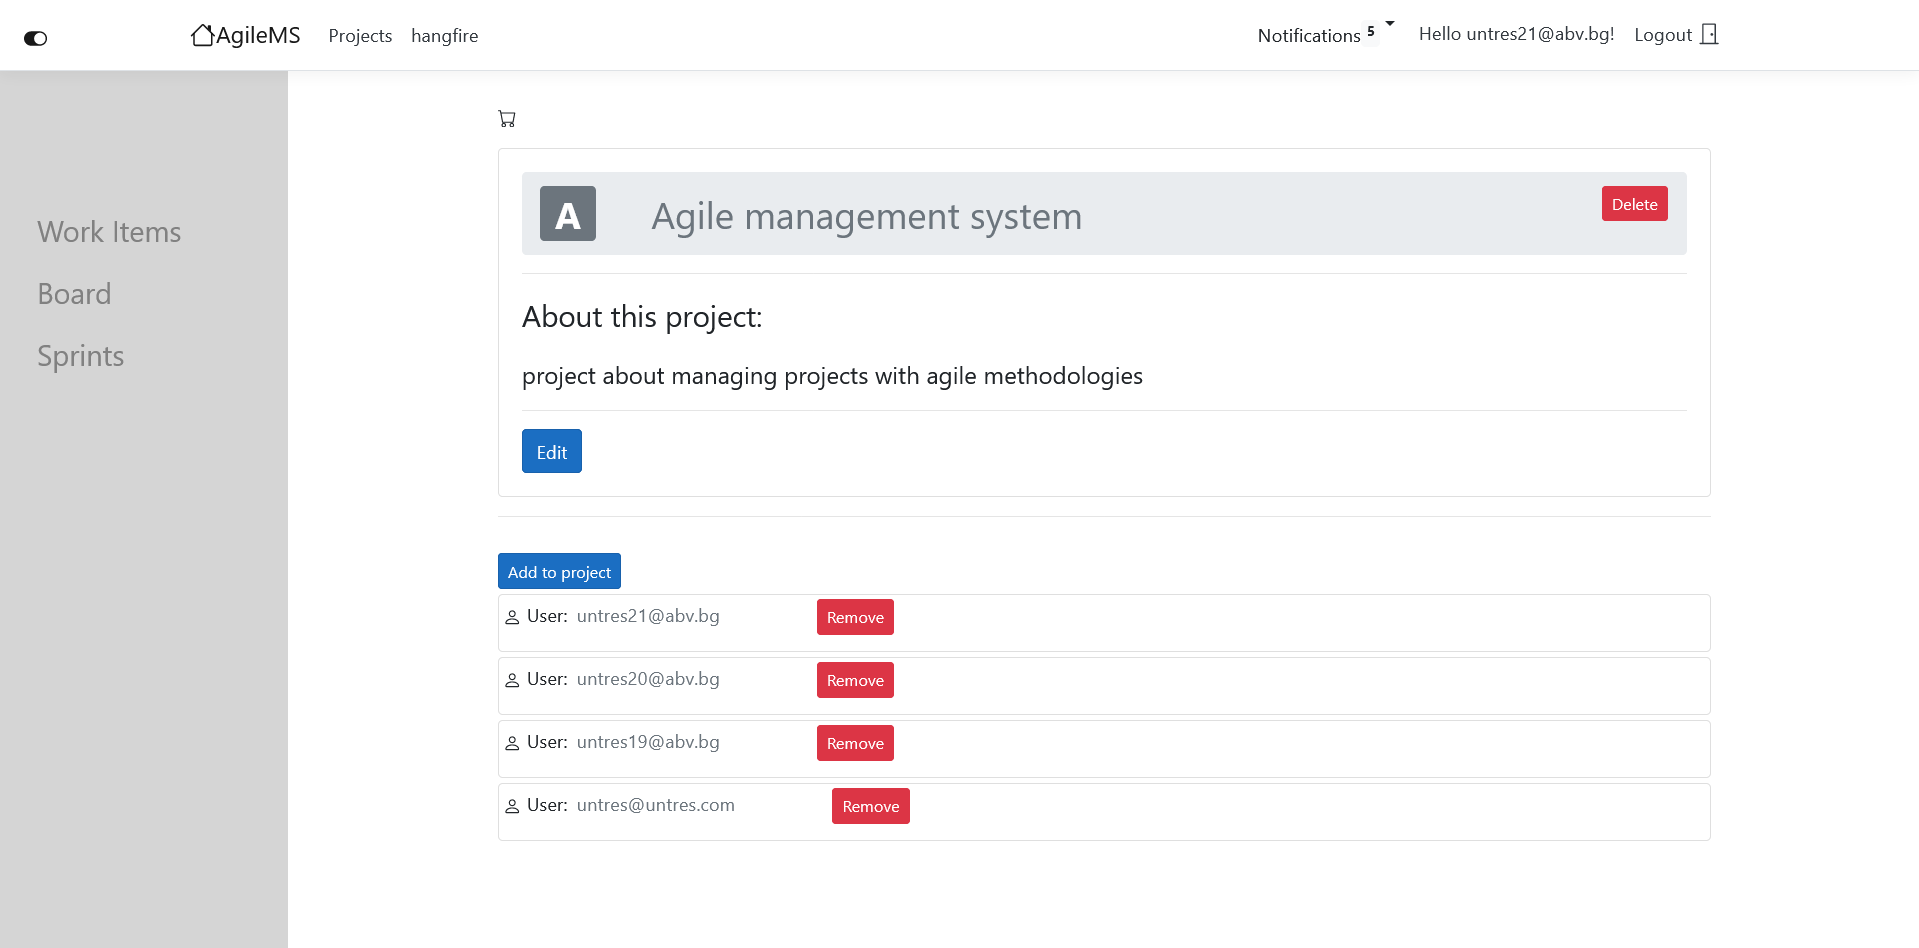 AgileMS Projects hangfire Notifications 5 Hello untres21@abv.bg! Logout
Work Items
Board
Sprints
A Agile management system Delete
About this project:
project about managing projects with agile methodologies
Edit
Add to project
User: untres21@abv.bg Remove
User: untres20@abv.bg Remove
User: untres19@abv.bg Remove
User: untres@untres.com Remove